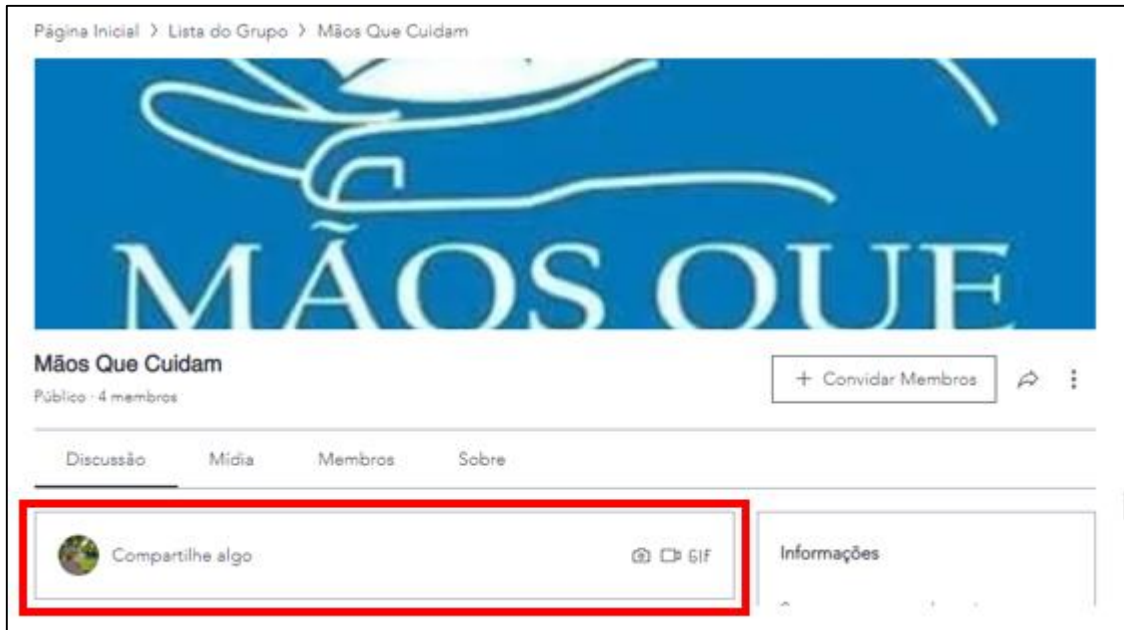 Página Inicial > Lista do Grupo > Mãos Que Cuidam
MÃOS QUE
Mãos Que Cuidam
Público · 4 membros
+ Convidar Membros
Discussão Mídia Membros Sobre
Compartilhe algo GIF
Informações